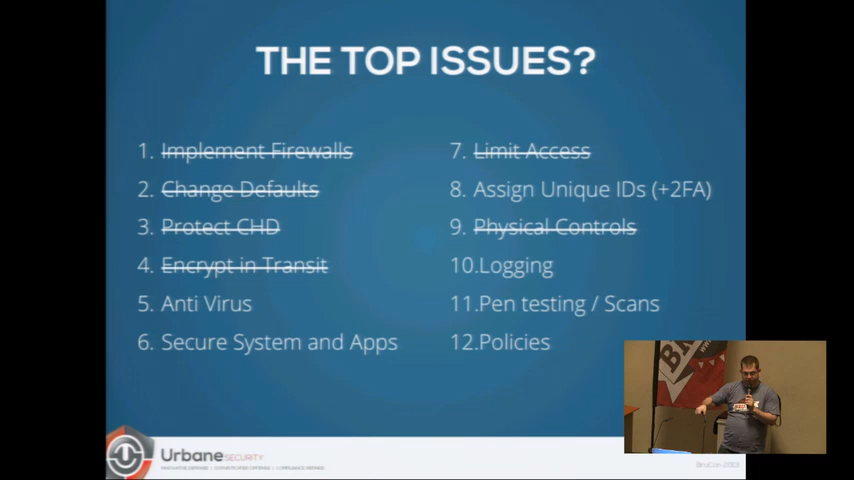 THE TOP ISSUES?
1. Implement Firewalls
2. Change Defaults
3. Protect CHD
4. Encrypt in Transit
5. Anti Virus
6. Secure System and Apps
7. Limit Access
8. Assign Unique IDs (+2FA)
9. Physical Controls
10.Logging
11.Pen testing / Scans
12.Policies
Urbane SECURITY